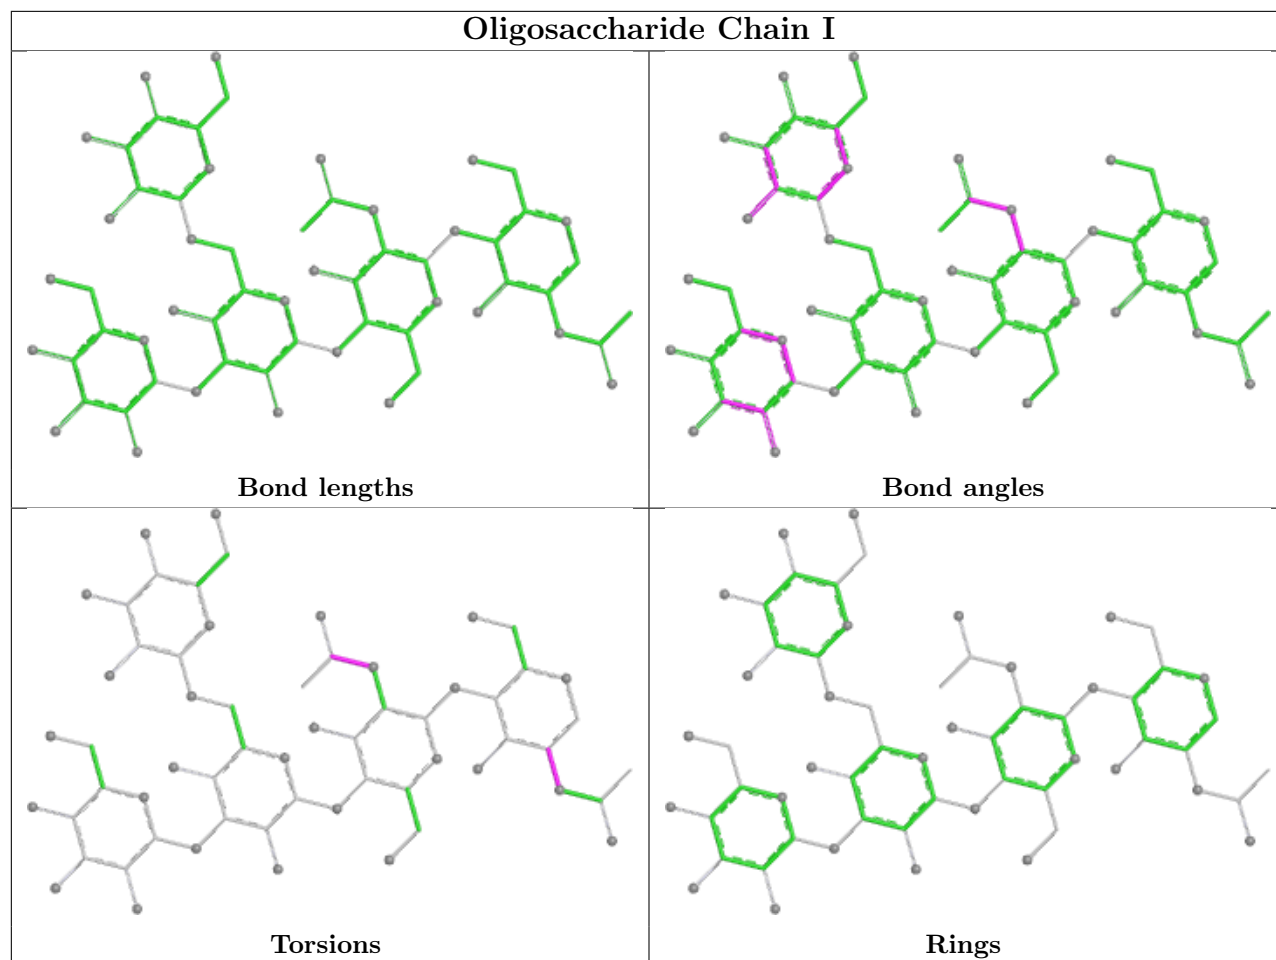 Oligosaccharide Chain I
Bond lengths
Bond angles
Torsions
Rings